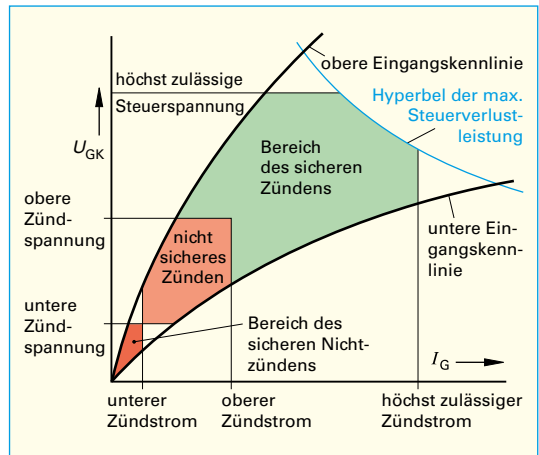 obere Eingangskennlinie
höchst zulässige
Steuerspannung
Hyperbel der max.
Steuerverlust-
leistung
U_GK
Bereich
des sicheren
Zündens
obere
Zünd-
spannung
nicht
sicheres
Zünden
untere Ein-
gangskenn-
linie
untere
Zünd-
spannung
Bereich des
sicheren Nicht-
zündens
I_G
unterer
Zündstrom
oberer
Zündstrom
höchst zulässiger
Zündstrom